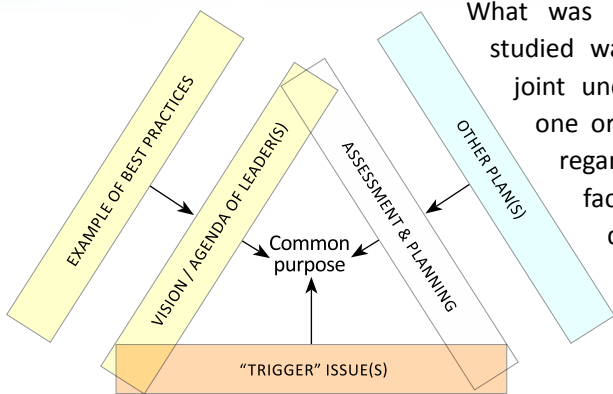 What was
studied wa
joint un
one or
regar
fac
EXAMPLE OF BEST PRACTICES
VISION / AGENDA OF LEADER(S)
ASSESSMENT & PLANNING
OTHER PLAN(S)
Common
purpose
"TRIGGER" ISSUE(S)